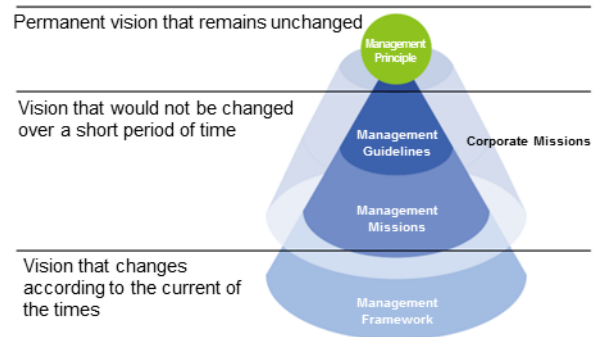 Permanent vision that remains unchanged
Management
Principle
Vision that would not be changed
over a short period of time
Management
Guidelines
Corporate Missions
Management
Missions
Vision that changes
according to the current of
the times
Management
Framework